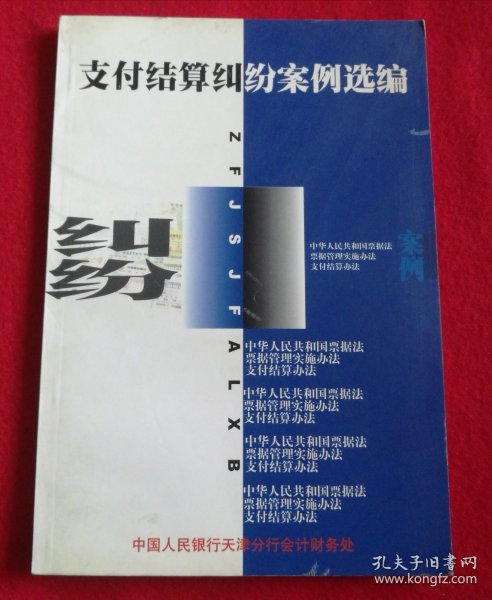 支付结算纠纷案例选编
ZFJSJFALXB
纠纷
案例
中华人民共和国票据法
票据管理实施办法
支付结算办法
中华人民共和国票据法
票据管理实施办法
支付结算办法
中华人民共和国票据法
票据管理实施办法
支付结算办法
中华人民共和国票据法
票据管理实施办法
支付结算办法
中华人民共和国票据法
票据管理实施办法
支付结算办法
中国人民银行天津分行会计财务处
孔夫子旧书网
www.kongfz.com